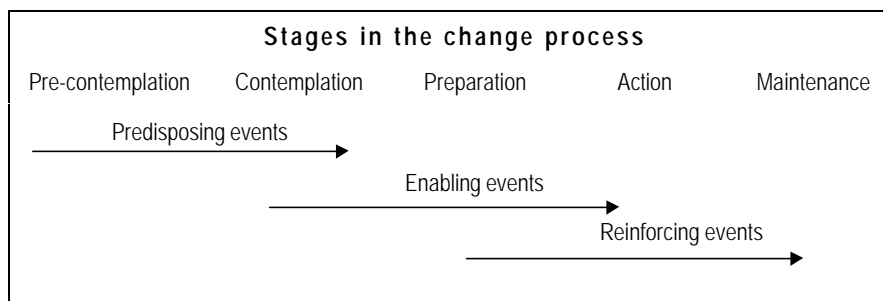 Stages in the change process
Pre-contemplation Contemplation Preparation Action Maintenance
Predisposing events
Enabling events
Reinforcing events